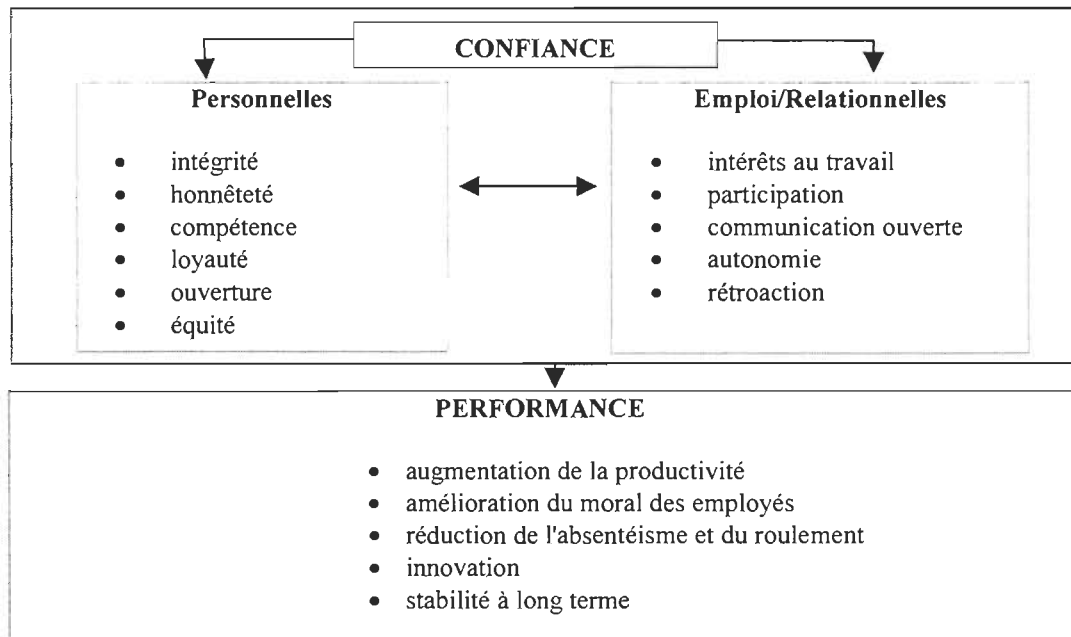 CONFIANCE
Personnelles
• intégrité
• honnêteté
• compétence
• loyauté
• ouverture
• équité
Emploi/Relationnelles
• intérêts au travail
• participation
• communication ouverte
• autonomie
• rétroaction
PERFORMANCE
• augmentation de la productivité
• amélioration du moral des employés
• réduction de l'absentéisme et du roulement
• innovation
• stabilité à long terme